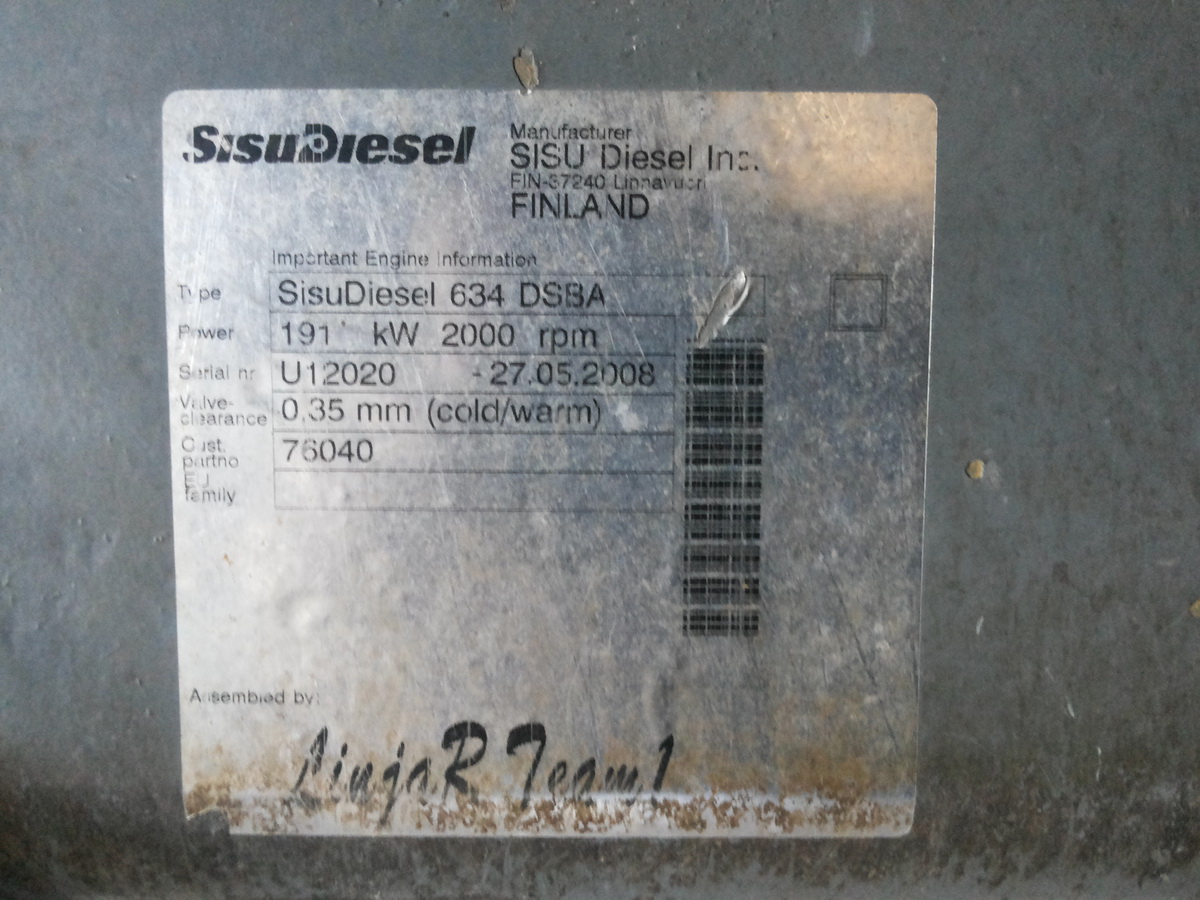 SisuDiesel
Manufacturer
SISU Diesel Inc.
FIN-37240 Linnavuori
FINLAND
Important Engine Information
Type SisuDiesel 634 DSBA
Power 191 kW 2000 rpm
Serial nr U12020 - 27.05.2008
Valve-
clearance 0.35 mm (cold/warm)
Cust.
partno 76040
EU
family
Assembled by:
LinjaR Team1